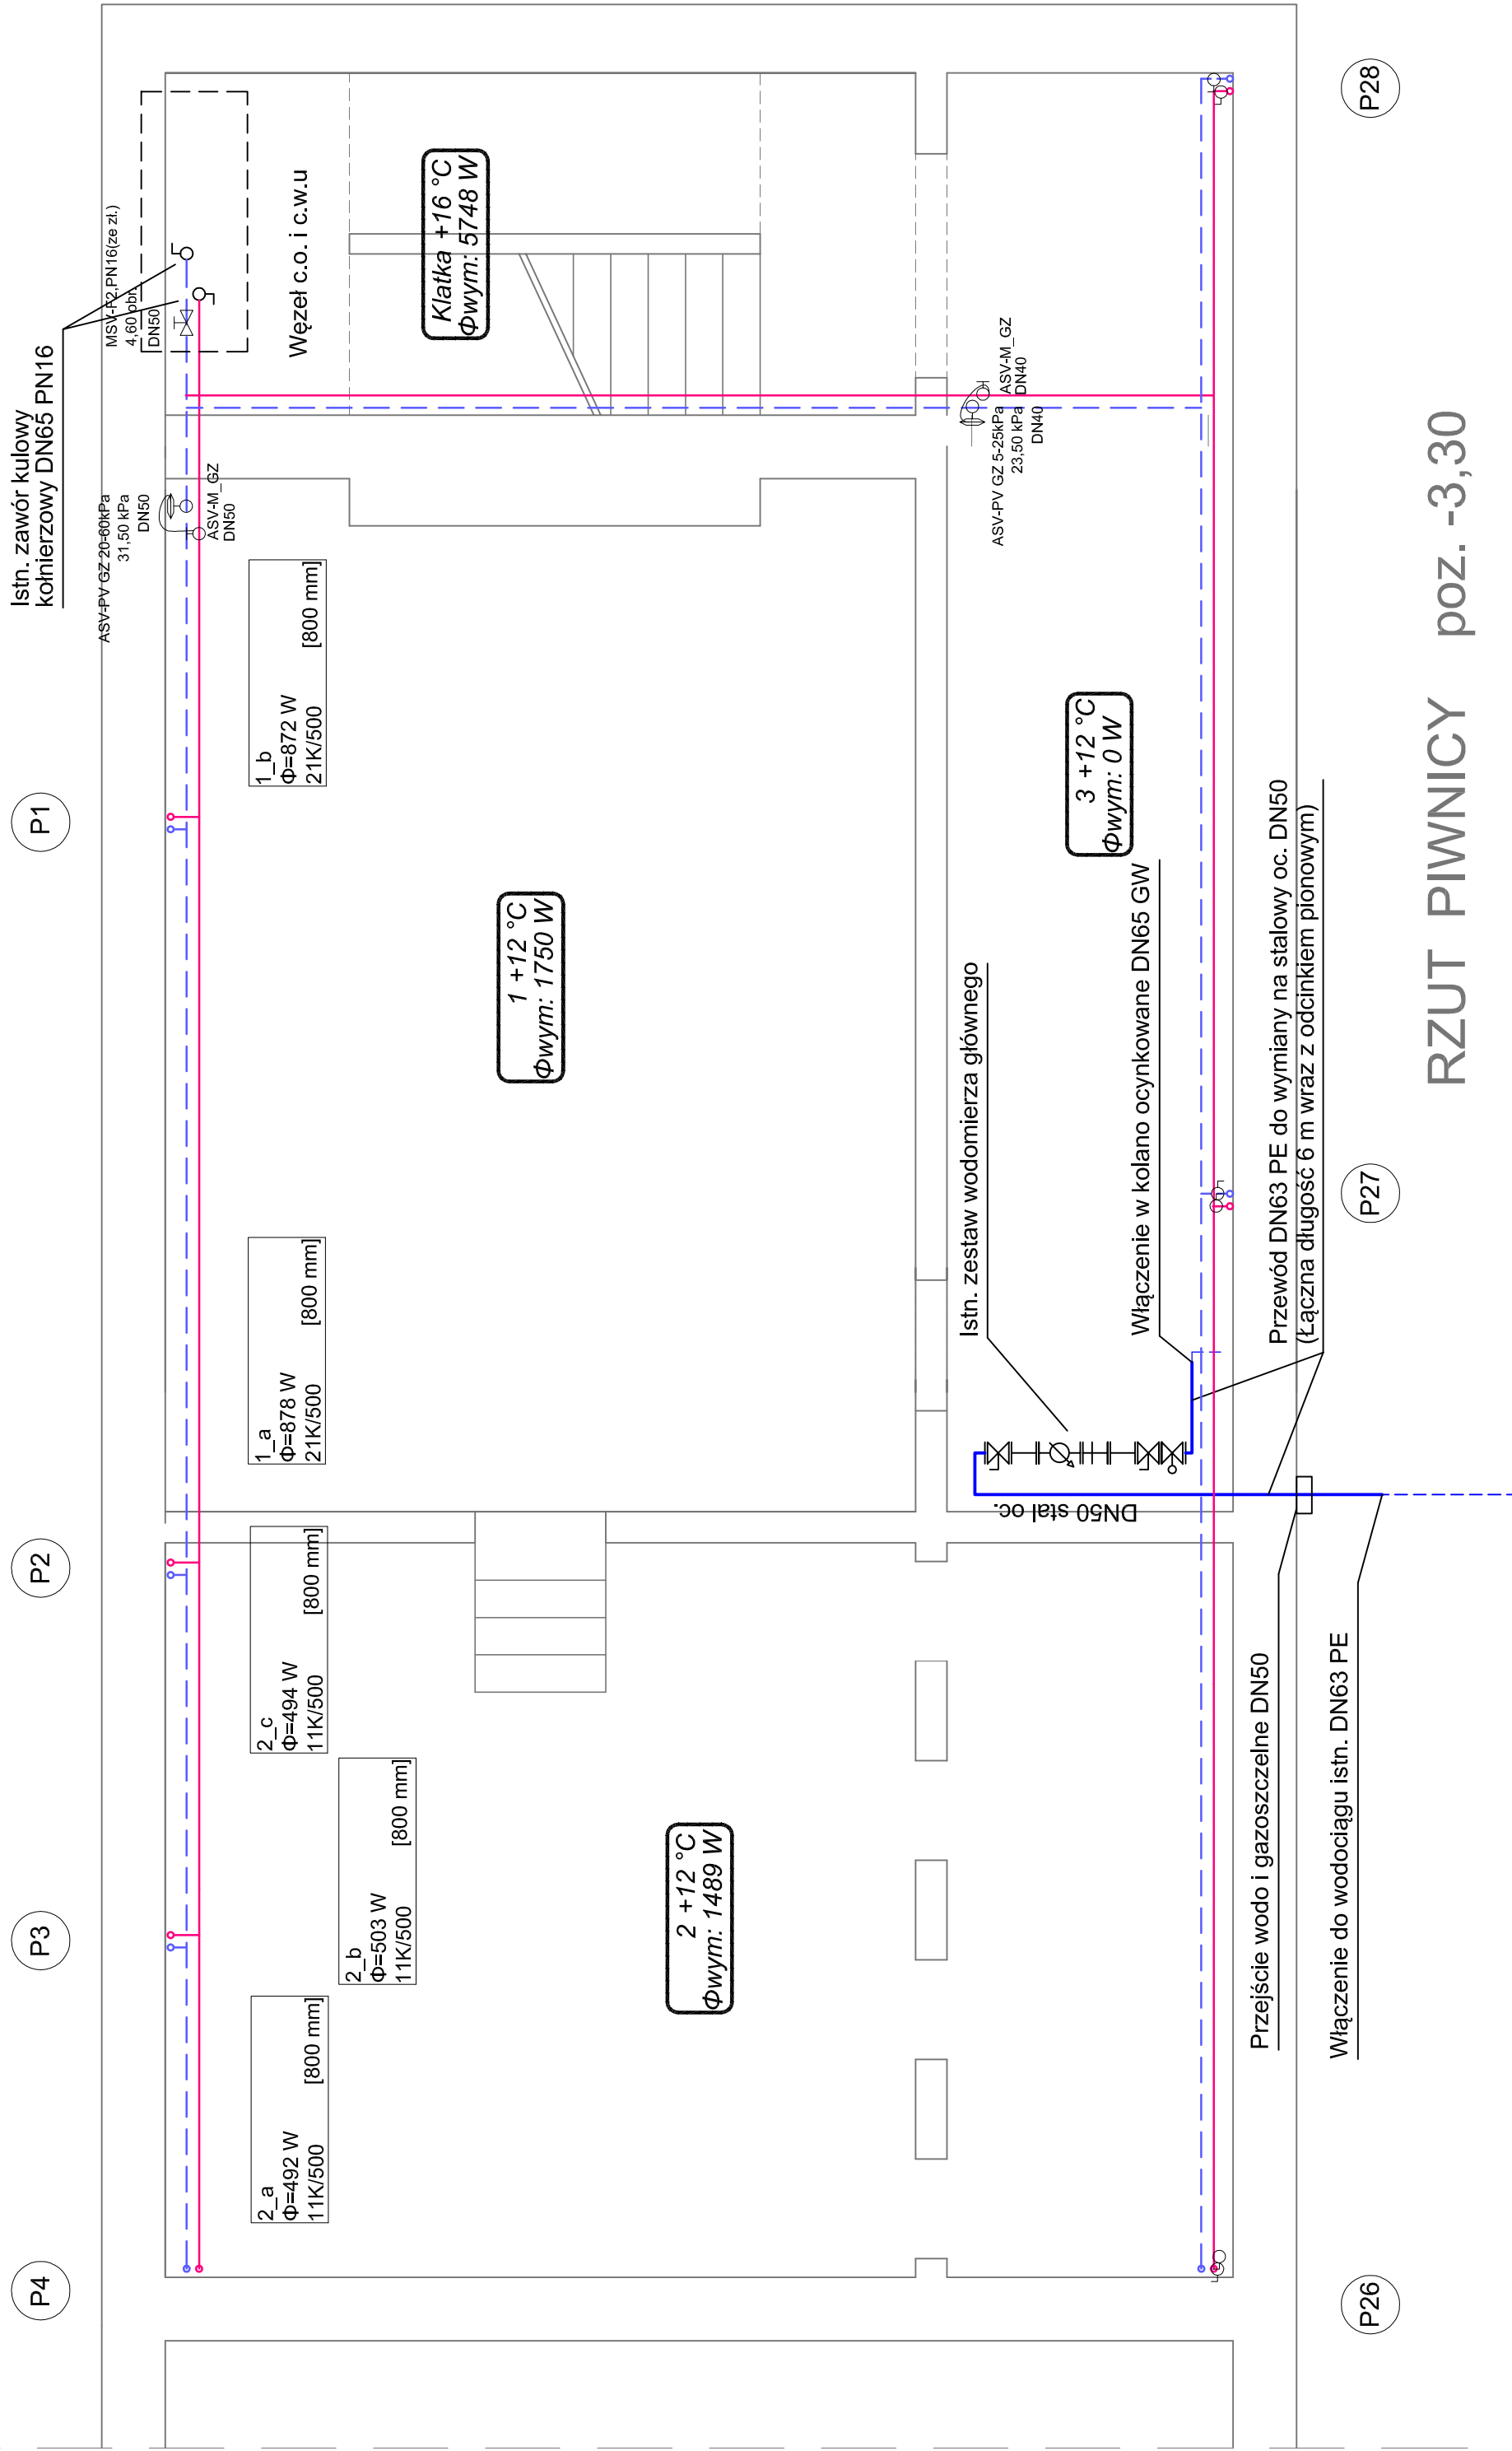 Istn. zawór kulowy
kołnierzowy DN65 PN16
MSV-F2,PN16(ze zł.)
4,60 obr.
DN50
Węzeł c.o. i c.w.u
Klatka +16 °C
Φwym: 5748 W
P28
ASV-PV GZ 20-60kPa
31,50 kPa
DN50
ASV-M_GZ
DN50
ASV-PV GZ 5-25kPa
23,50 kPa
DN40
ASV-M_GZ
DN40
P1
1_b
Φ=872 W
21K/500 [800 mm]
1 +12 °C
Φwym: 1750 W
3 +12 °C
Φwym: 0 W
1_a
Φ=878 W
21K/500 [800 mm]
Istn. zestaw wodomierza głównego
Włączenie w kolano ocynkowane DN65 GW
Przewód DN63 PE do wymiany na stalowy oc. DN50
(Łączna długość 6 m wraz z odcinkiem pionowym)
P27
DN50 stal oc.
P2
2_c
Φ=494 W
11K/500 [800 mm]
P3
2_b
Φ=503 W
11K/500 [800 mm]
2 +12 °C
Φwym: 1489 W
2_a
Φ=492 W
11K/500 [800 mm]
P4
Przejście wodo i gazoszczelne DN50
Włączenie do wodociągu istn. DN63 PE
P26
RZUT PIWNICY poz. -3,30